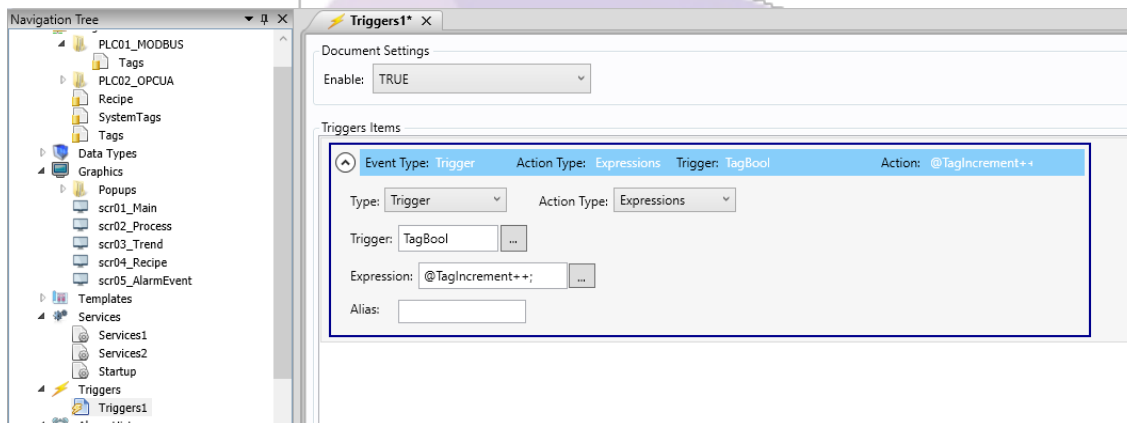 Navigation Tree
PLC01_MODBUS
Tags
PLC02_OPCUA
Recipe
SystemTags
Tags
Data Types
Graphics
Popups
scr01_Main
scr02_Process
scr03_Trend
scr04_Recipe
scr05_AlarmEvent
Templates
Services
Services1
Services2
Startup
Triggers
Triggers1
Triggers1*
Document Settings
Enable: TRUE
Triggers Items
Event Type: Trigger Action Type: Expressions Trigger: TagBool Action: @TagIncrement++
Type: Trigger Action Type: Expressions
Trigger: TagBool ...
Expression: @TagIncrement++; ...
Alias: